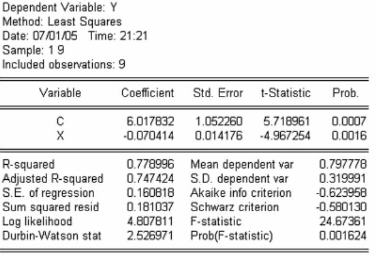 Dependent Variable: Y
Method: Least Squares
Date: 07/01/05 Time: 21:21
Sample: 1 9
Included observations: 9
Variable Coefficient Std. Error t-Statistic Prob.
C 6.017832 1.052260 5.718961 0.0007
X -0.070414 0.014176 -4.967254 0.0016
R-squared 0.778996 Mean dependent var 0.797778
Adjusted R-squared 0.747424 S.D. dependent var 0.319991
S.E. of regression 0.160818 Akaike info criterion -0.623958
Sum squared resid 0.181037 Schwarz criterion -0.580130
Log likelihood 4.807811 F-statistic 24.67361
Durbin-Watson stat 2.526971 Prob(F-statistic) 0.001624